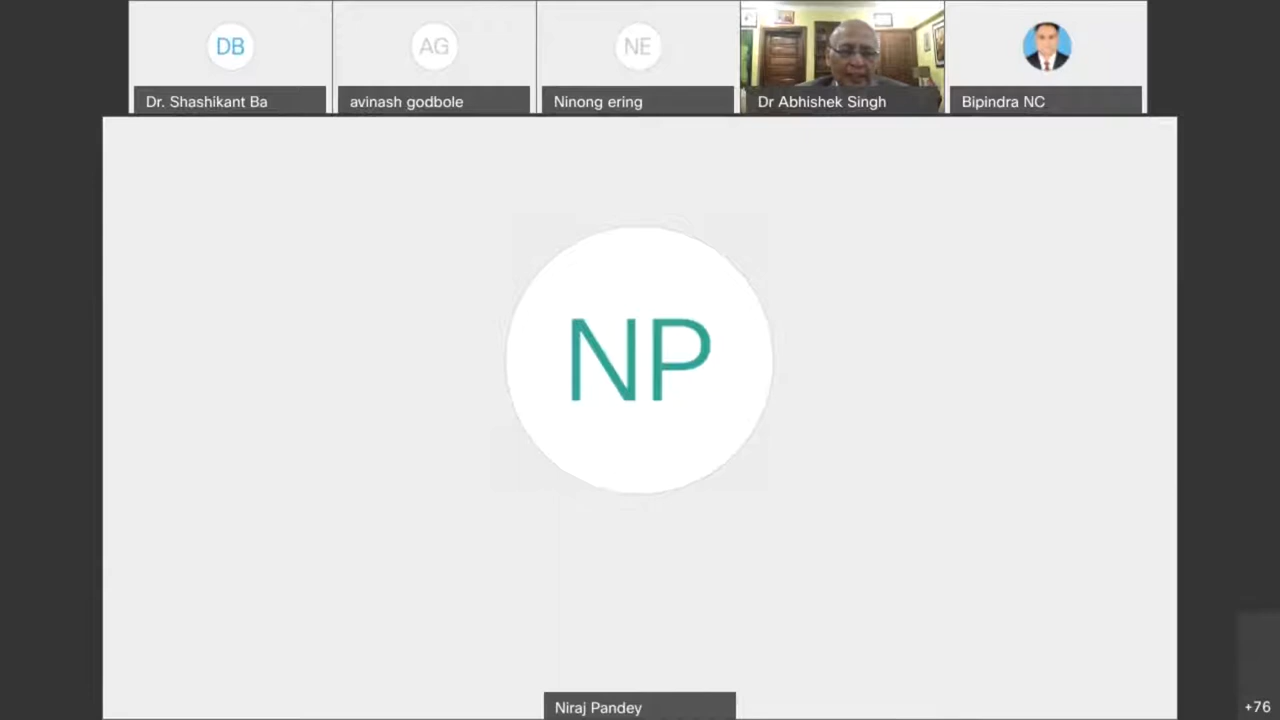 DB
AG
NE
Dr. Shashikant Ba
avinash godbole
Ninong ering
Dr Abhishek Singh
Bipindra NC
NP
Niraj Pandey
+76